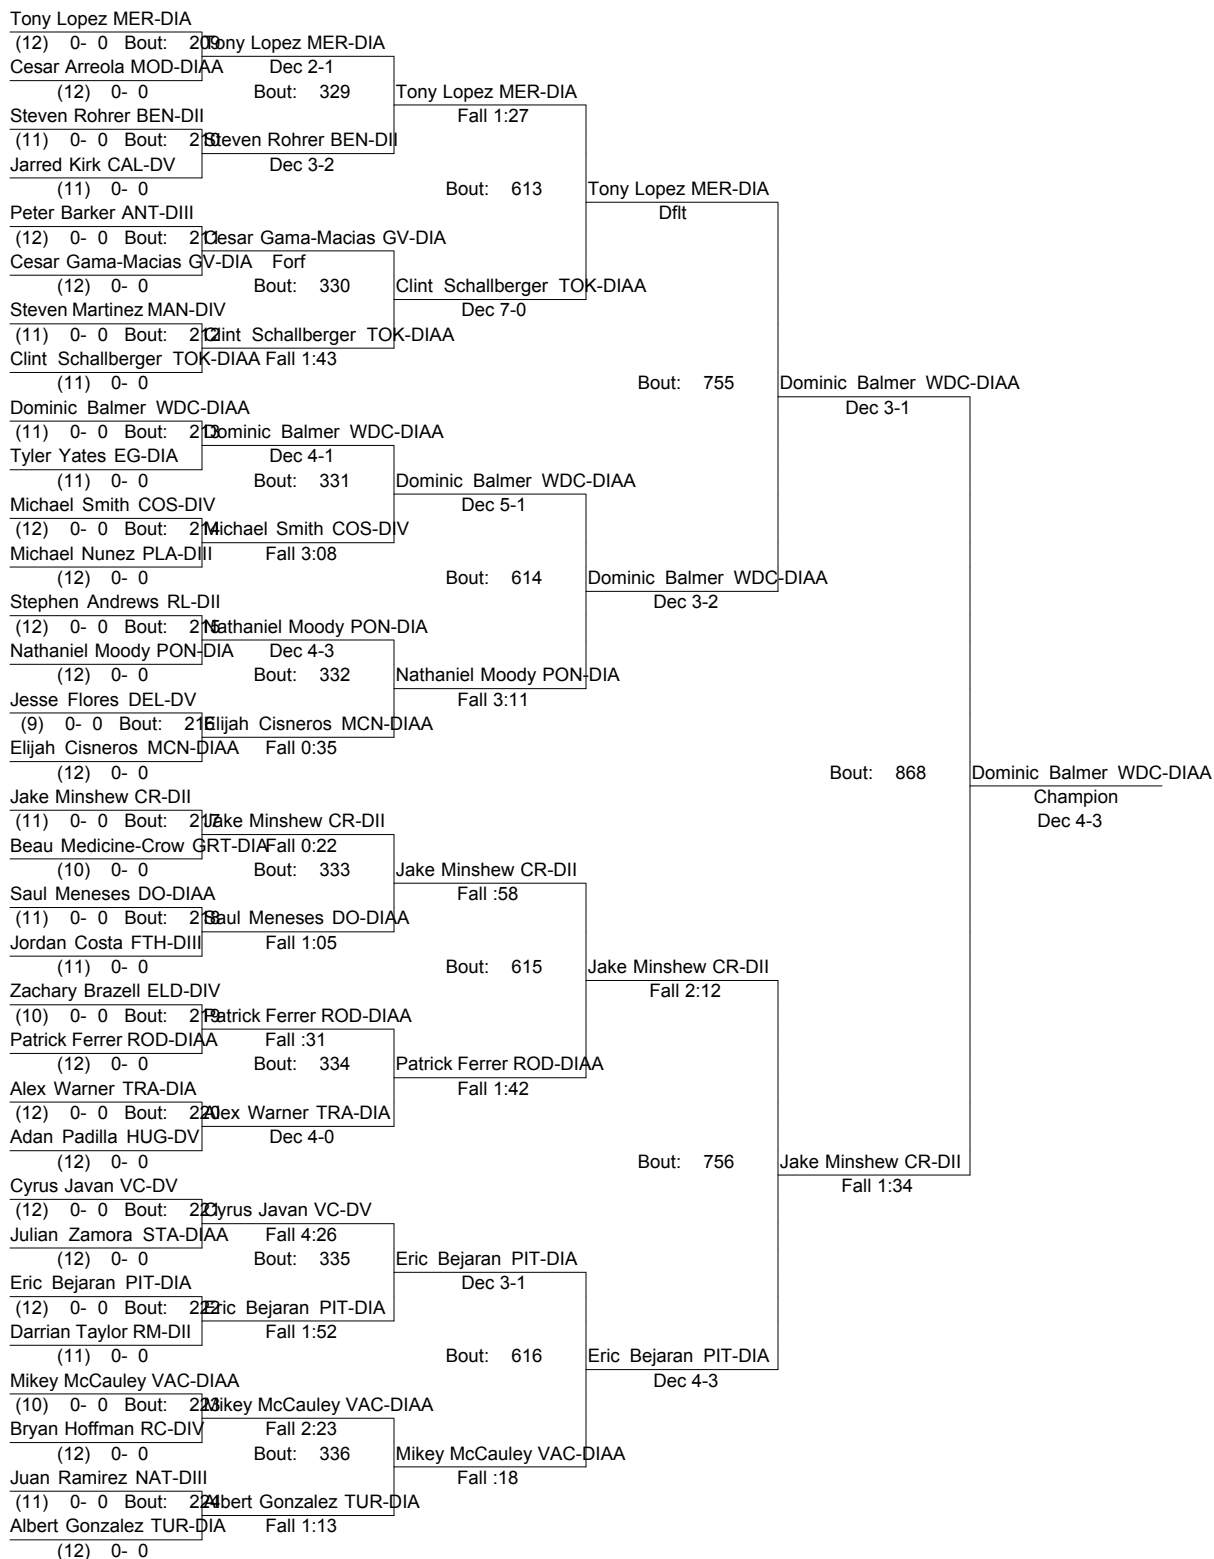 Tony Lopez MER-DIA
(12) 0- 0 Bout: 209 Tony Lopez MER-DIA
Cesar Arreola MOD-DIAA Dec 2-1
(12) 0- 0 Bout: 329 Tony Lopez MER-DIA
Steven Rohrer BEN-DII Fall 1:27
(11) 0- 0 Bout: 210 Steven Rohrer BEN-DII
Jarred Kirk CAL-DV Dec 3-2
(11) 0- 0 Bout: 613 Tony Lopez MER-DIA
Peter Barker ANT-DIII Dflt
(12) 0- 0 Bout: 211 Cesar Gama-Macias GV-DIA
Cesar Gama-Macias GV-DIA Forf
(12) 0- 0 Bout: 330 Clint Schallberger TOK-DIAA
Steven Martinez MAN-DIV Dec 7-0
(11) 0- 0 Bout: 212 Clint Schallberger TOK-DIAA
Clint Schallberger TOK-DIAA Fall 1:43
(11) 0- 0 Bout: 755 Dominic Balmer WDC-DIAA
Dominic Balmer WDC-DIAA Dec 3-1
(11) 0- 0 Bout: 213 Dominic Balmer WDC-DIAA
Tyler Yates EG-DIA Dec 4-1
(11) 0- 0 Bout: 331 Dominic Balmer WDC-DIAA
Michael Smith COS-DIV Dec 5-1
(12) 0- 0 Bout: 214 Michael Smith COS-DIV
Michael Nunez PLA-DIII Fall 3:08
(12) 0- 0 Bout: 614 Dominic Balmer WDC-DIAA
Stephen Andrews RL-DII Dec 3-2
(12) 0- 0 Bout: 215 Nathaniel Moody PON-DIA
Nathaniel Moody PON-DIA Dec 4-3
(12) 0- 0 Bout: 332 Nathaniel Moody PON-DIA
Jesse Flores DEL-DV Fall 3:11
(9) 0- 0 Bout: 216 Elijah Cisneros MCN-DIAA
Elijah Cisneros MCN-DIAA Fall 0:35
(12) 0- 0 Bout: 868 Dominic Balmer WDC-DIAA
Jake Minshew CR-DII Champion
(11) 0- 0 Bout: 217 Jake Minshew CR-DII Dec 4-3
Beau Medicine-Crow GRT-DIA Fall 0:22
(10) 0- 0 Bout: 333 Jake Minshew CR-DII
Saul Meneses DO-DIAA Fall :58
(11) 0- 0 Bout: 218 Saul Meneses DO-DIAA
Jordan Costa FTH-DIII Fall 1:05
(11) 0- 0 Bout: 615 Jake Minshew CR-DII
Zachary Brazell ELD-DIV Fall 2:12
(10) 0- 0 Bout: 219 Patrick Ferrer ROD-DIAA
Patrick Ferrer ROD-DIAA Fall :31
(12) 0- 0 Bout: 334 Patrick Ferrer ROD-DIAA
Alex Warner TRA-DIA Fall 1:42
(12) 0- 0 Bout: 220 Alex Warner TRA-DIA
Adan Padilla HUG-DV Dec 4-0
(12) 0- 0 Bout: 756 Jake Minshew CR-DII
Cyrus Javan VC-DV Fall 1:34
(12) 0- 0 Bout: 221 Cyrus Javan VC-DV
Julian Zamora STA-DIAA Fall 4:26
(12) 0- 0 Bout: 335 Eric Bejaran PIT-DIA
Eric Bejaran PIT-DIA Dec 3-1
(12) 0- 0 Bout: 222 Eric Bejaran PIT-DIA
Darrian Taylor RM-DII Fall 1:52
(11) 0- 0 Bout: 616 Eric Bejaran PIT-DIA
Mikey McCauley VAC-DIAA Dec 4-3
(10) 0- 0 Bout: 223 Mikey McCauley VAC-DIAA
Bryan Hoffman RC-DIV Fall 2:23
(12) 0- 0 Bout: 336 Mikey McCauley VAC-DIAA
Juan Ramirez NAT-DIII Fall :18
(11) 0- 0 Bout: 224 Albert Gonzalez TUR-DIA
Albert Gonzalez TUR-DIA Fall 1:13
(12) 0- 0